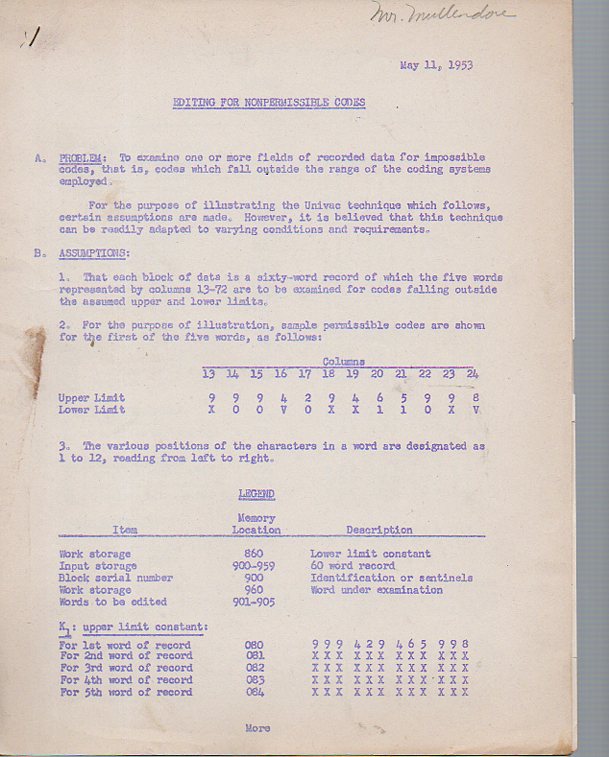 Mr. Mullendore
May 11, 1953
EDITING FOR NONPERMISSIBLE CODES
A. PROBLEM: To examine one or more fields of recorded data for impossible
codes, that is, codes which fall outside the range of the coding systems
employed.
For the purpose of illustrating the Univac technique which follows,
certain assumptions are made. However, it is believed that this technique
can be readily adapted to varying conditions and requirements.
B. ASSUMPTIONS:
1. That each block of data is a sixty-word record of which the five words
represented by columns 13-72 are to be examined for codes falling outside
the assumed upper and lower limits.
2. For the purpose of illustration, sample permissible codes are shown
for the first of the five words, as follows:
Columns
13 14 15 16 17 18 19 20 21 22 23 24
Upper Limit 9 9 9 4 2 9 4 6 5 9 9 8
Lower Limit X 0 0 V 0 X X 1 1 0 X V
3. The various positions of the characters in a word are designated as
1 to 12, reading from left to right.
LEGEND
Memory
Item Location Description
Work storage 860 Lower limit constant
Input storage 900-959 60 word record
Block serial number 900 Identification or sentinels
Work storage 960 Word under examination
Words to be edited 901-905
K1: upper limit constant:
For 1st word of record 080 9 9 9 4 2 9 4 6 5 9 9 8
For 2nd word of record 081 X X X X X X X X X X X X
For 3rd word of record 082 X X X X X X X X X X X X
For 4th word of record 083 X X X X X X X X X X X X
For 5th word of record 084 X X X X X X X X X X X X
More